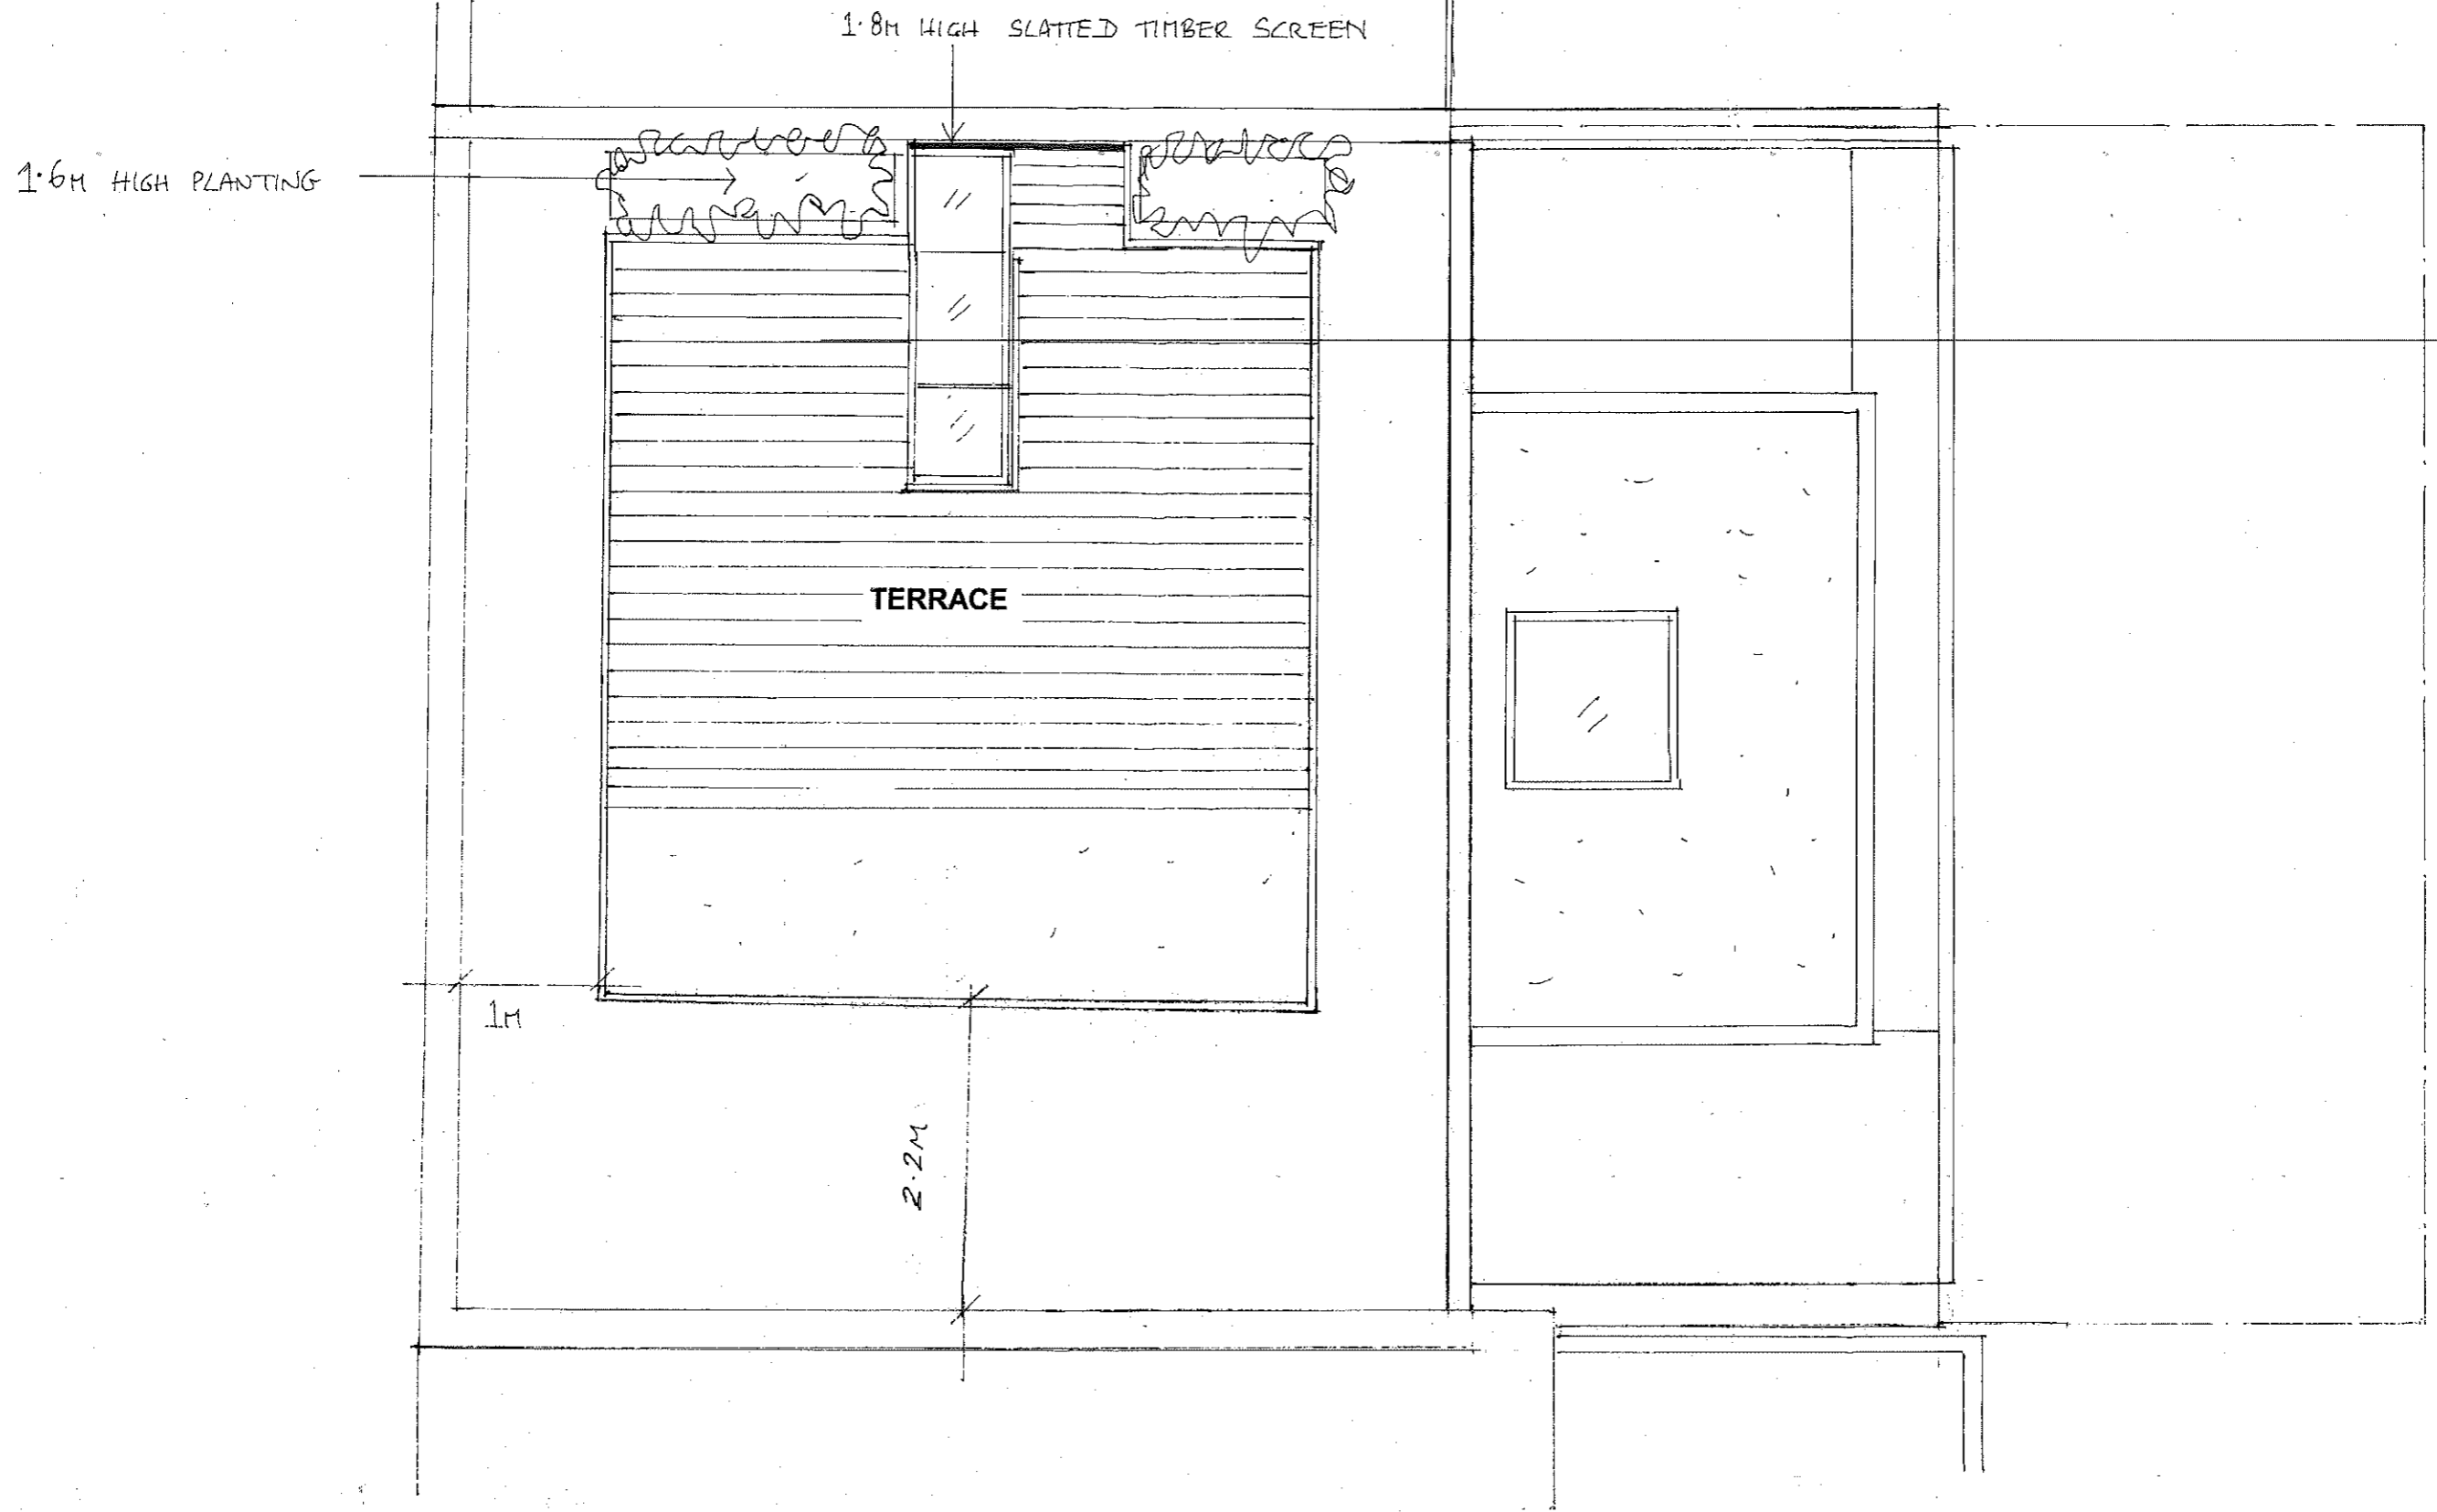 1·8M HIGH SLATTED TIMBER SCREEN
1·6M HIGH PLANTING
TERRACE
1M
2·2M